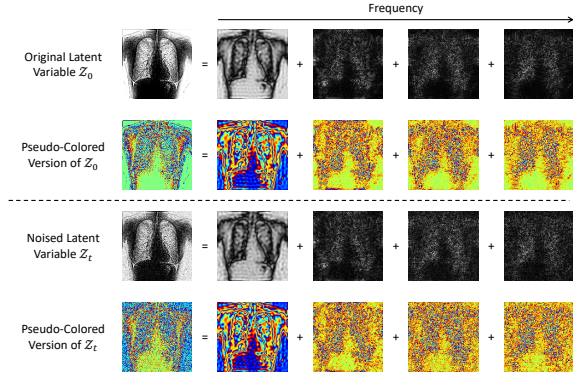 Frequency
Original Latent
Variable 𝒵₀
= + + +
Pseudo-Colored
Version of 𝒵₀
= + + +
Noised Latent
Variable 𝒵ₜ
= + + +
Pseudo-Colored
Version of 𝒵ₜ
= + + +